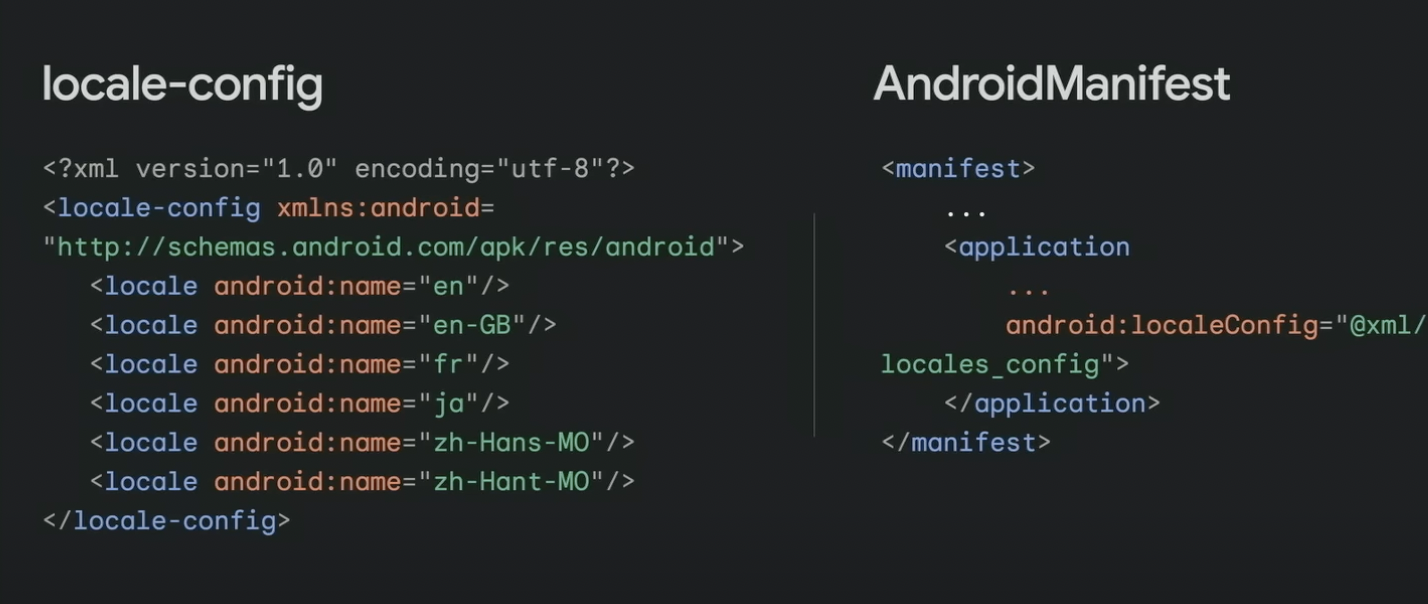 locale-config
<?xml version="1.0" encoding="utf-8"?>
<locale-config xmlns:android=
"http://schemas.android.com/apk/res/android">
<locale android:name="en"/>
<locale android:name="en-GB"/>
<locale android:name="fr"/>
<locale android:name="ja"/>
<locale android:name="zh-Hans-MO"/>
<locale android:name="zh-Hant-MO"/>
</locale-config>
AndroidManifest
<manifest>
...
<application
...
android:localeConfig="@xml/
locales_config">
</application>
</manifest>